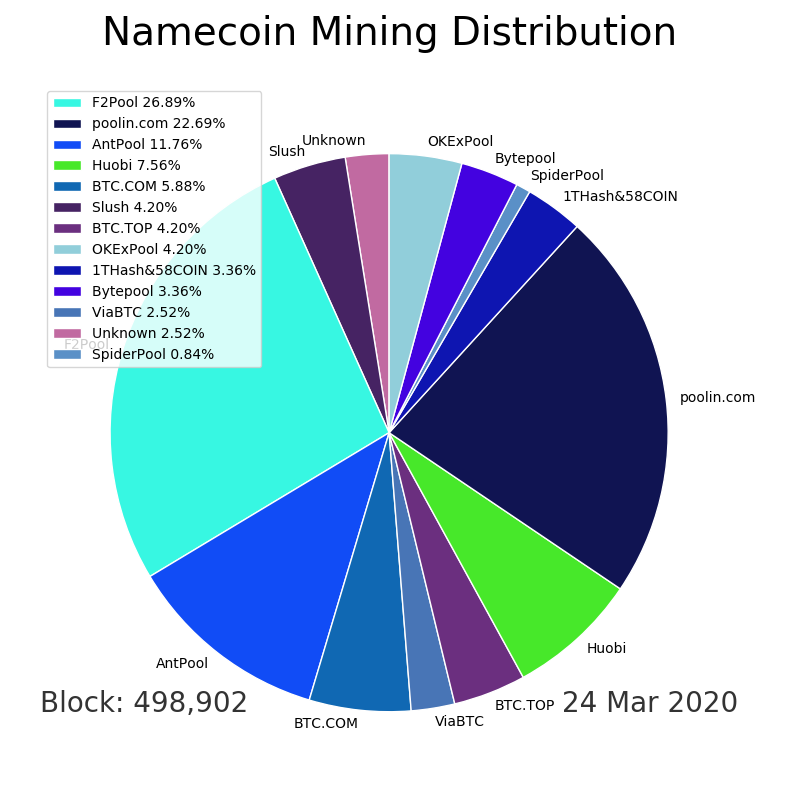 Namecoin Mining Distribution
F2Pool 26.89%
poolin.com 22.69%
AntPool 11.76%
Huobi 7.56%
BTC.COM 5.88%
Slush 4.20%
BTC.TOP 4.20%
OKExPool 4.20%
1THash&58COIN 3.36%
Bytepool 3.36%
ViaBTC 2.52%
Unknown 2.52%
SpiderPool 0.84%
Unknown
Slush
OKExPool
Bytepool
SpiderPool
1THash&58COIN
F2Pool
poolin.com
Huobi
AntPool
BTC.TOP
ViaBTC
BTC.COM
Block: 498,902
24 Mar 2020